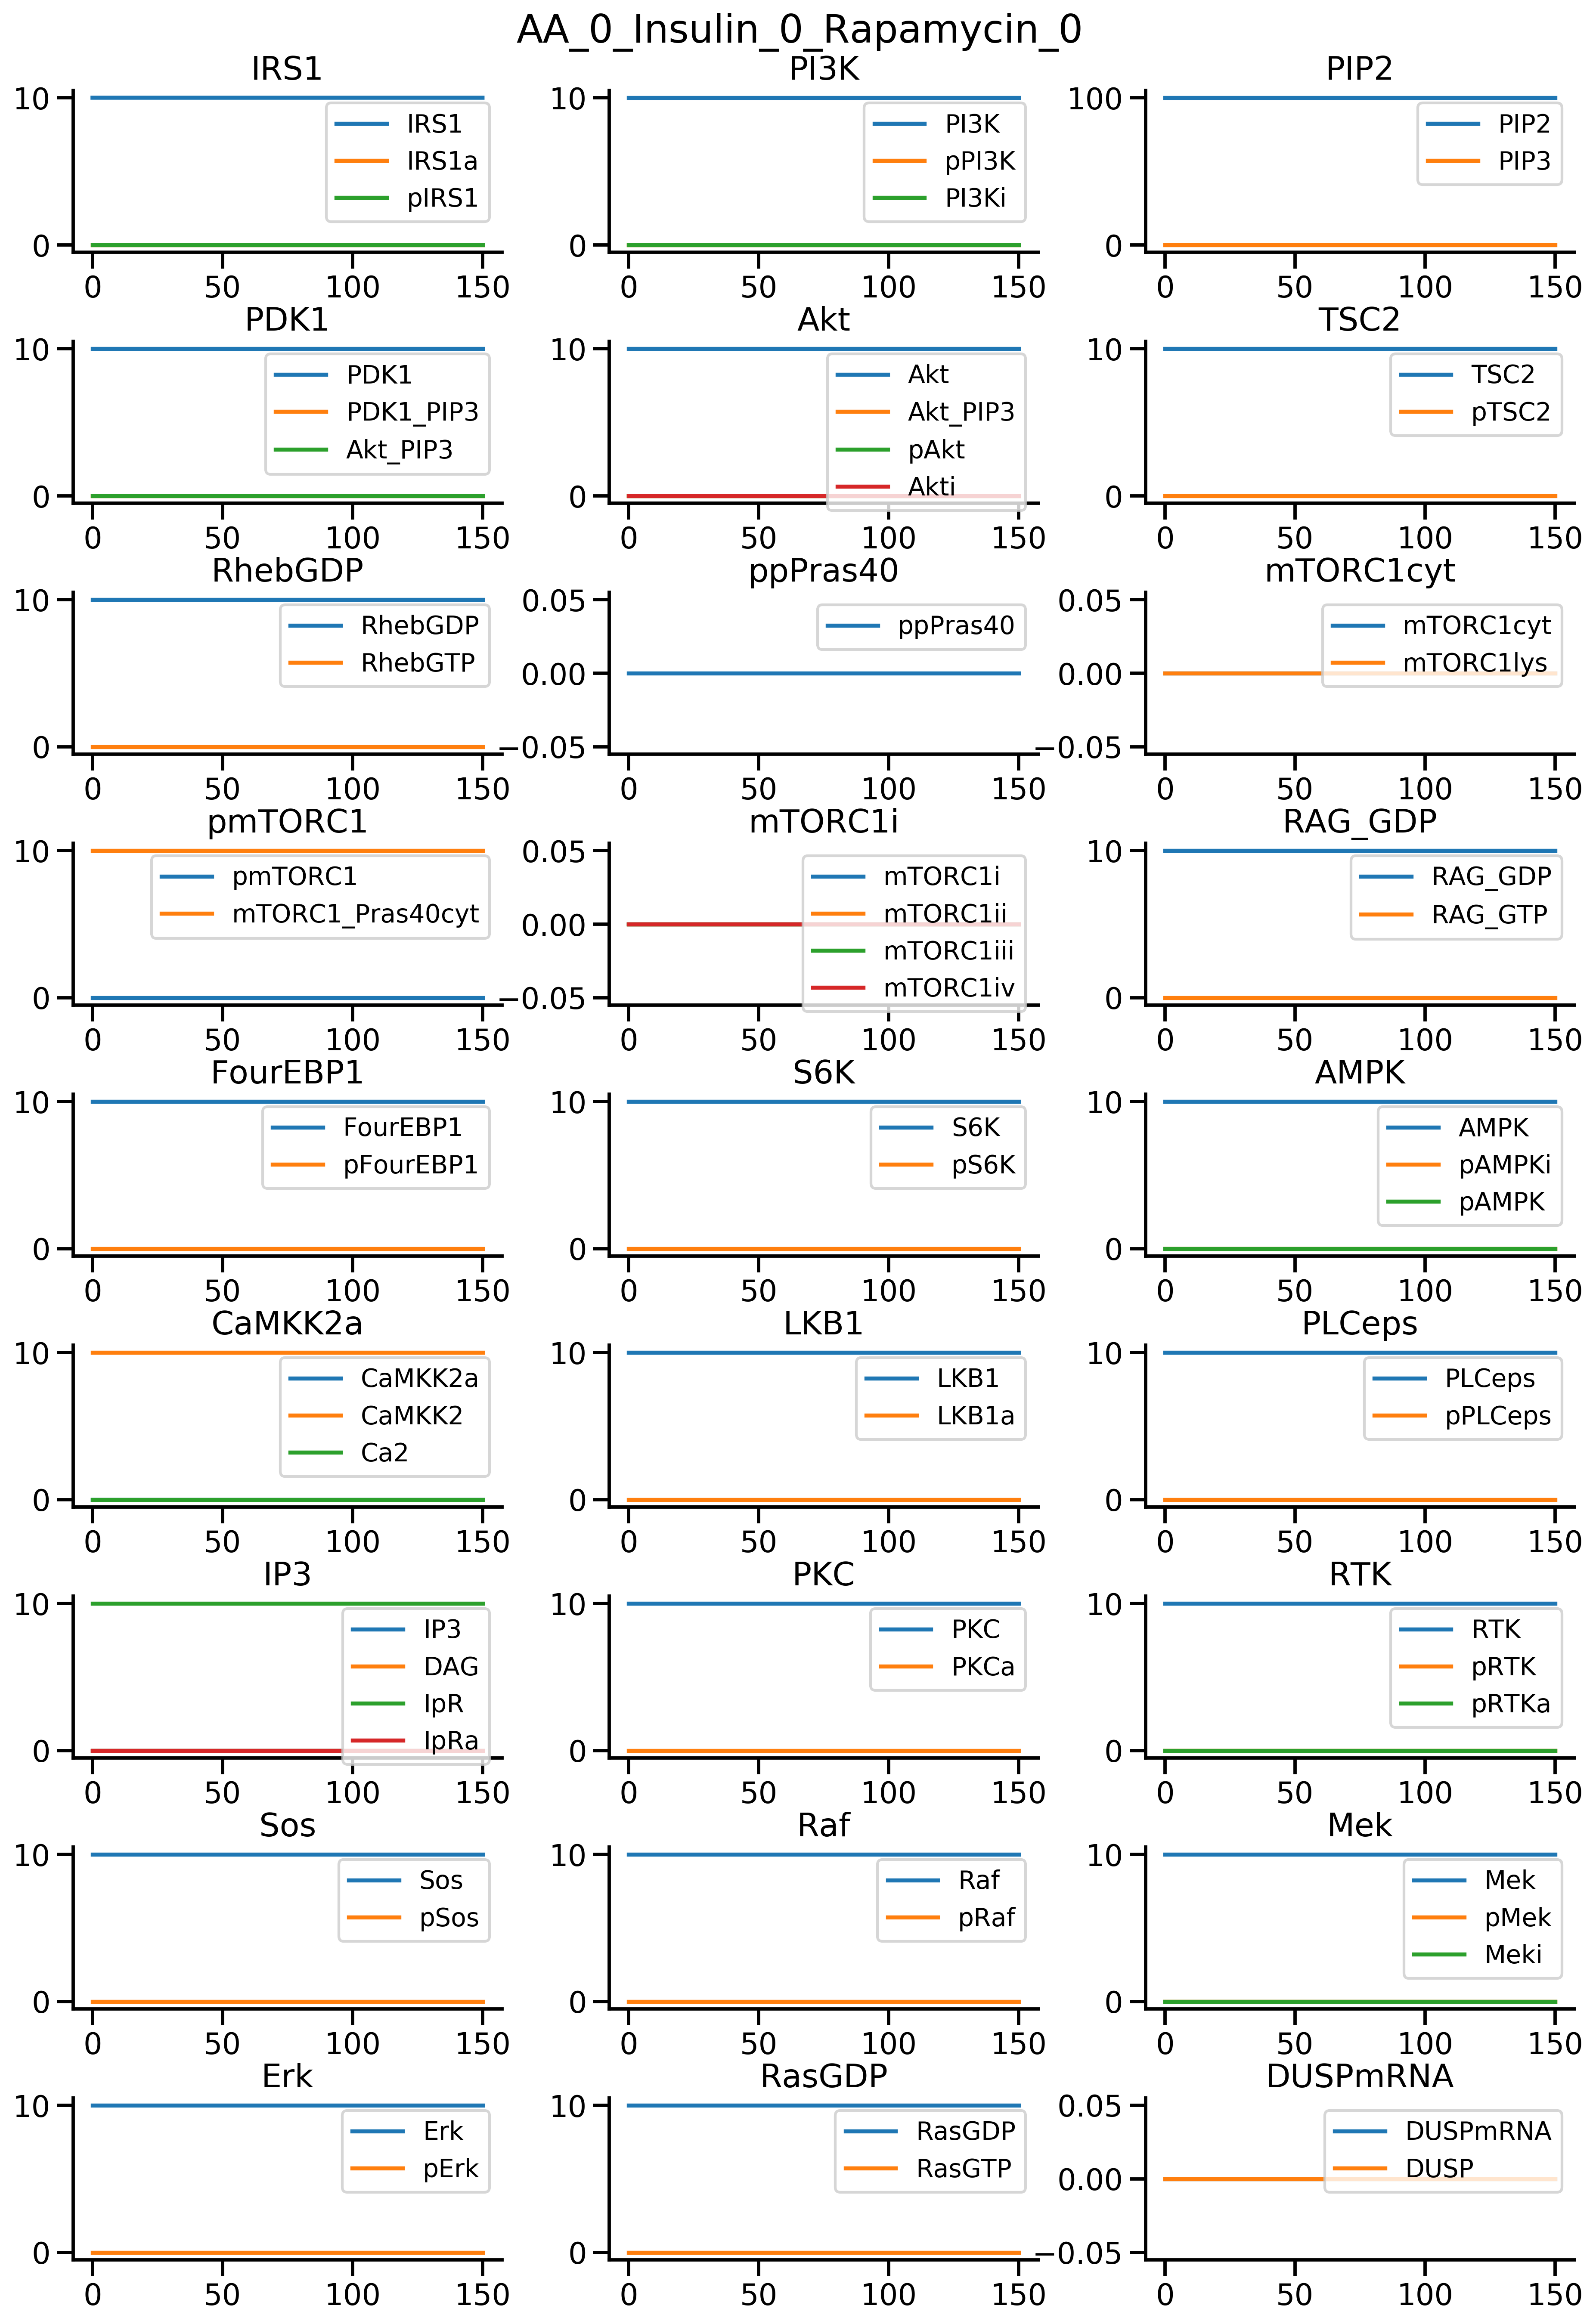 AA_0_Insulin_0_Rapamycin_0
IRS1
10
0
0 50 100 150
IRS1
IRS1a
pIRS1
PI3K
10
0
0 50 100 150
PI3K
pPI3K
PI3Ki
PIP2
100
0
0 50 100 150
PIP2
PIP3
PDK1
10
0
0 50 100 150
PDK1
PDK1_PIP3
Akt_PIP3
Akt
10
0
0 50 100 150
Akt
Akt_PIP3
pAkt
Akti
TSC2
10
0
0 50 100 150
TSC2
pTSC2
RhebGDP
10
0
0 50 100 150
RhebGDP
RhebGTP
ppPras40
0.05
0.00
−0.05
0 50 100 150
ppPras40
mTORC1cyt
0.05
0.00
−0.05
0 50 100 150
mTORC1cyt
mTORC1lys
pmTORC1
10
0
0 50 100 150
pmTORC1
mTORC1_Pras40cyt
mTORC1i
0.05
0.00
−0.05
0 50 100 150
mTORC1i
mTORC1ii
mTORC1iii
mTORC1iv
RAG_GDP
10
0
0 50 100 150
RAG_GDP
RAG_GTP
FourEBP1
10
0
0 50 100 150
FourEBP1
pFourEBP1
S6K
10
0
0 50 100 150
S6K
pS6K
AMPK
10
0
0 50 100 150
AMPK
pAMPKi
pAMPK
CaMKK2a
10
0
0 50 100 150
CaMKK2a
CaMKK2
Ca2
LKB1
10
0
0 50 100 150
LKB1
LKB1a
PLCeps
10
0
0 50 100 150
PLCeps
pPLCeps
IP3
10
0
0 50 100 150
IP3
DAG
IpR
IpRa
PKC
10
0
0 50 100 150
PKC
PKCa
RTK
10
0
0 50 100 150
RTK
pRTK
pRTKa
Sos
10
0
0 50 100 150
Sos
pSos
Raf
10
0
0 50 100 150
Raf
pRaf
Mek
10
0
0 50 100 150
Mek
pMek
Meki
Erk
10
0
0 50 100 150
Erk
pErk
RasGDP
10
0
0 50 100 150
RasGDP
RasGTP
DUSPmRNA
0.05
0.00
−0.05
0 50 100 150
DUSPmRNA
DUSP